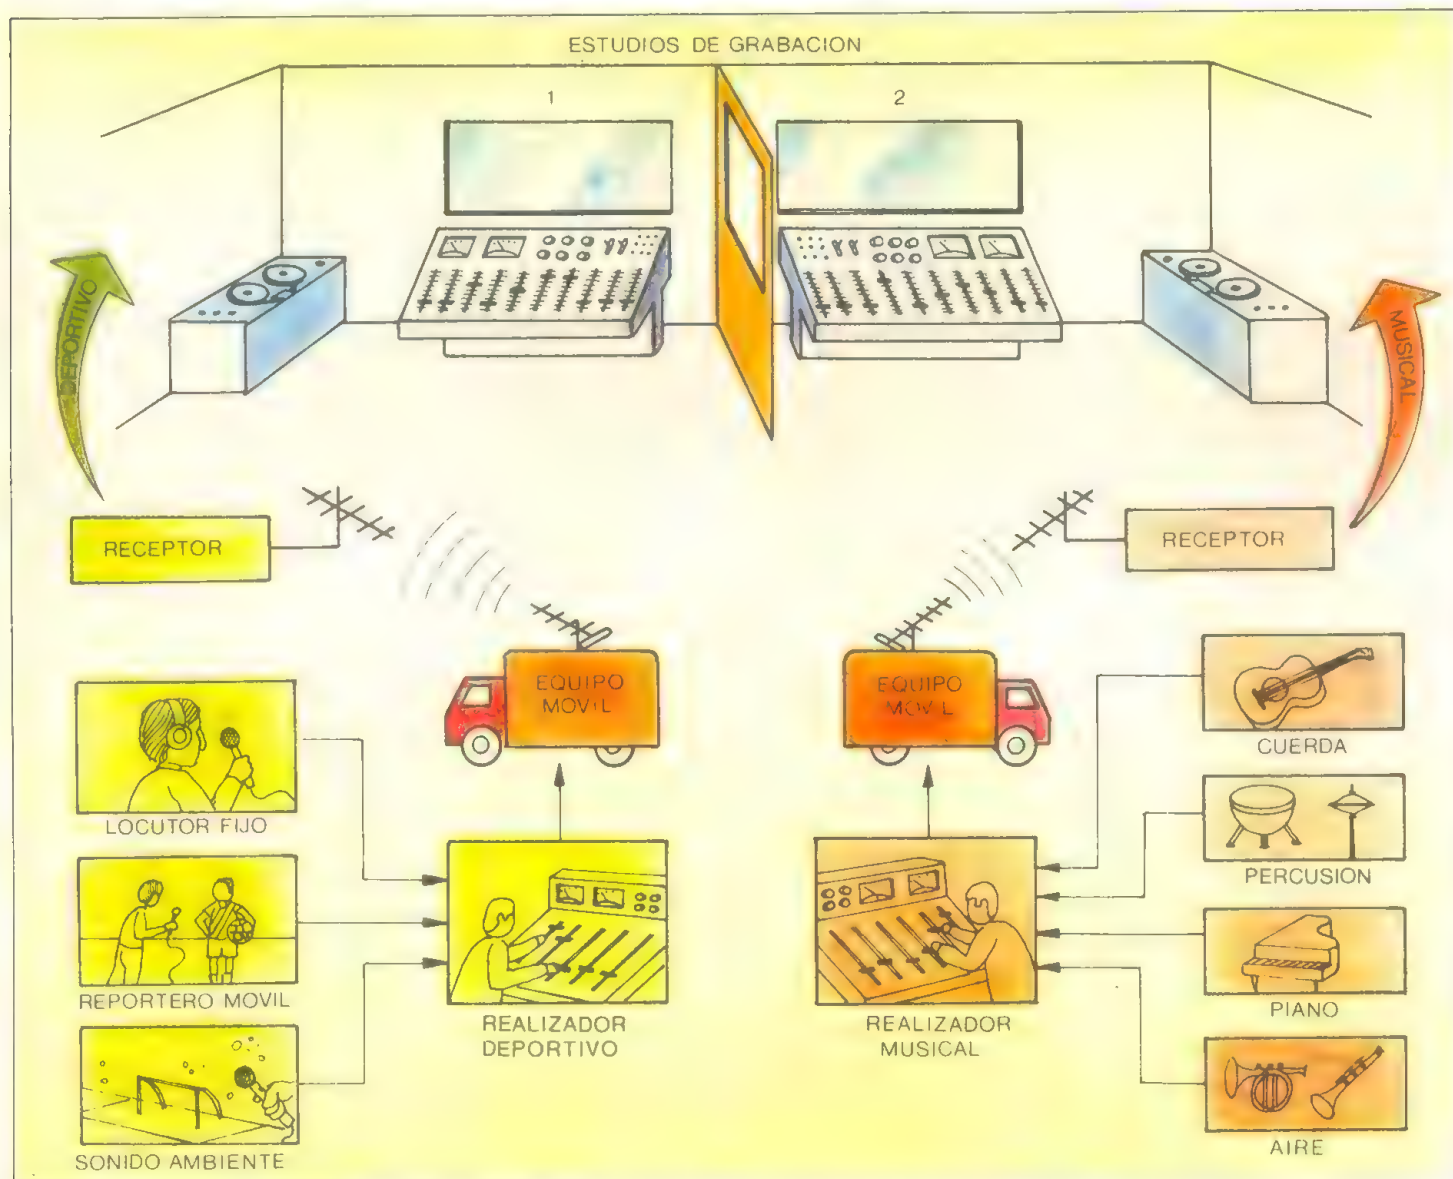 ESTUDIOS DE GRABACION
1
2
DEPORTIVO
MUSICAL
RECEPTOR
RECEPTOR
EQUIPO
MOVIL
EQUIPO
MOVIL
LOCUTOR FIJO
REPORTERO MOVIL
SONIDO AMBIENTE
REALIZADOR
DEPORTIVO
REALIZADOR
MUSICAL
CUERDA
PERCUSION
PIANO
AIRE